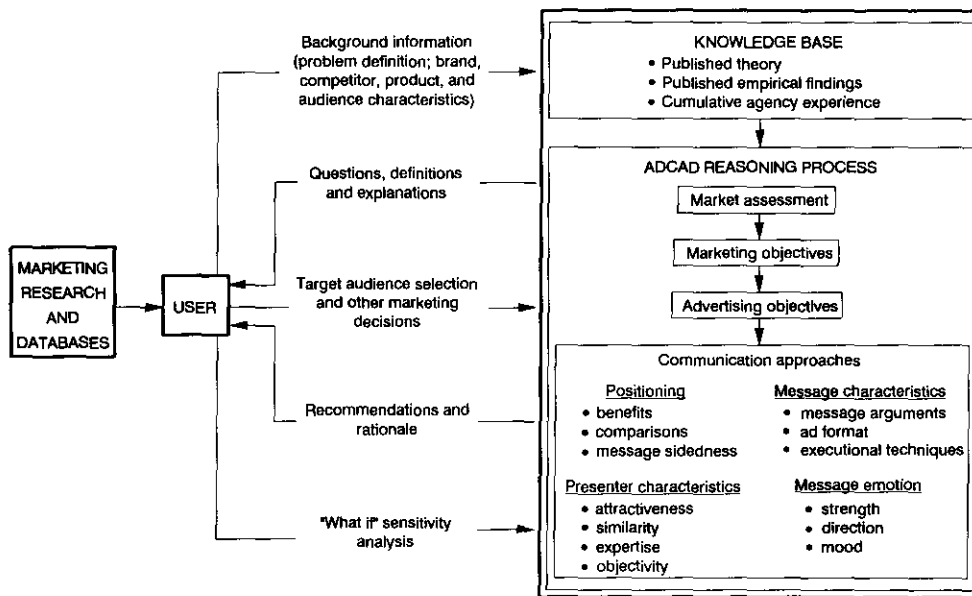 MARKETING
RESEARCH
AND
DATABASES
USER
Background information
(problem definition; brand,
competitor, product, and
audience characteristics)
Questions, definitions
and explanations
Target audience selection
and other marketing
decisions
Recommendations and
rationale
"What if" sensitivity
analysis
KNOWLEDGE BASE
• Published theory
• Published empirical findings
• Cumulative agency experience
ADCAD REASONING PROCESS
Market assessment
Marketing objectives
Advertising objectives
Communication approaches
Positioning
• benefits
• comparisons
• message sidedness
Message characteristics
• message arguments
• ad format
• executional techniques
Presenter characteristics
• attractiveness
• similarity
• expertise
• objectivity
Message emotion
• strength
• direction
• mood